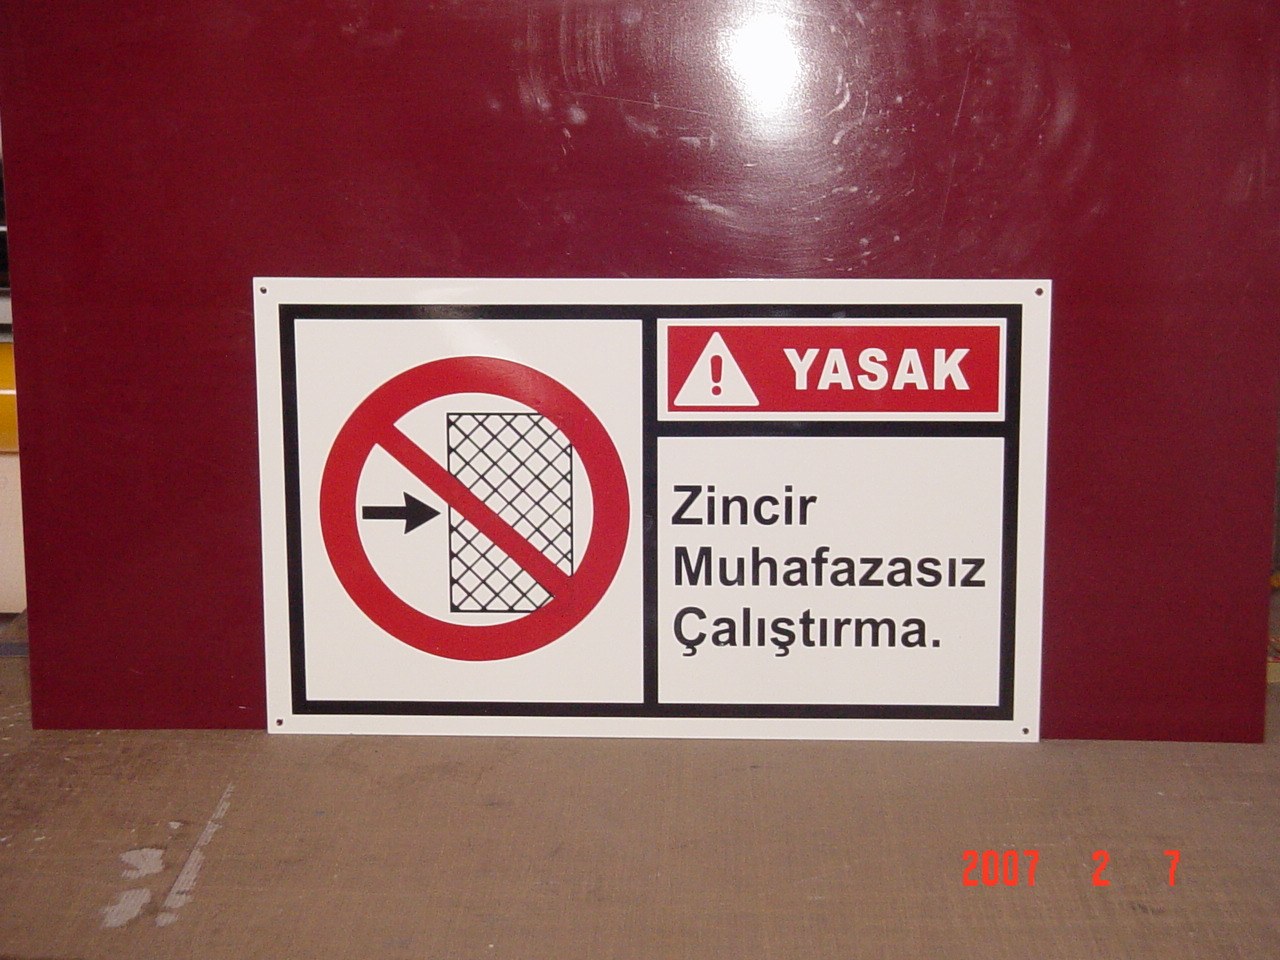 YASAK
Zincir
Muhafazasız
Çalıştırma.
2007 2 7